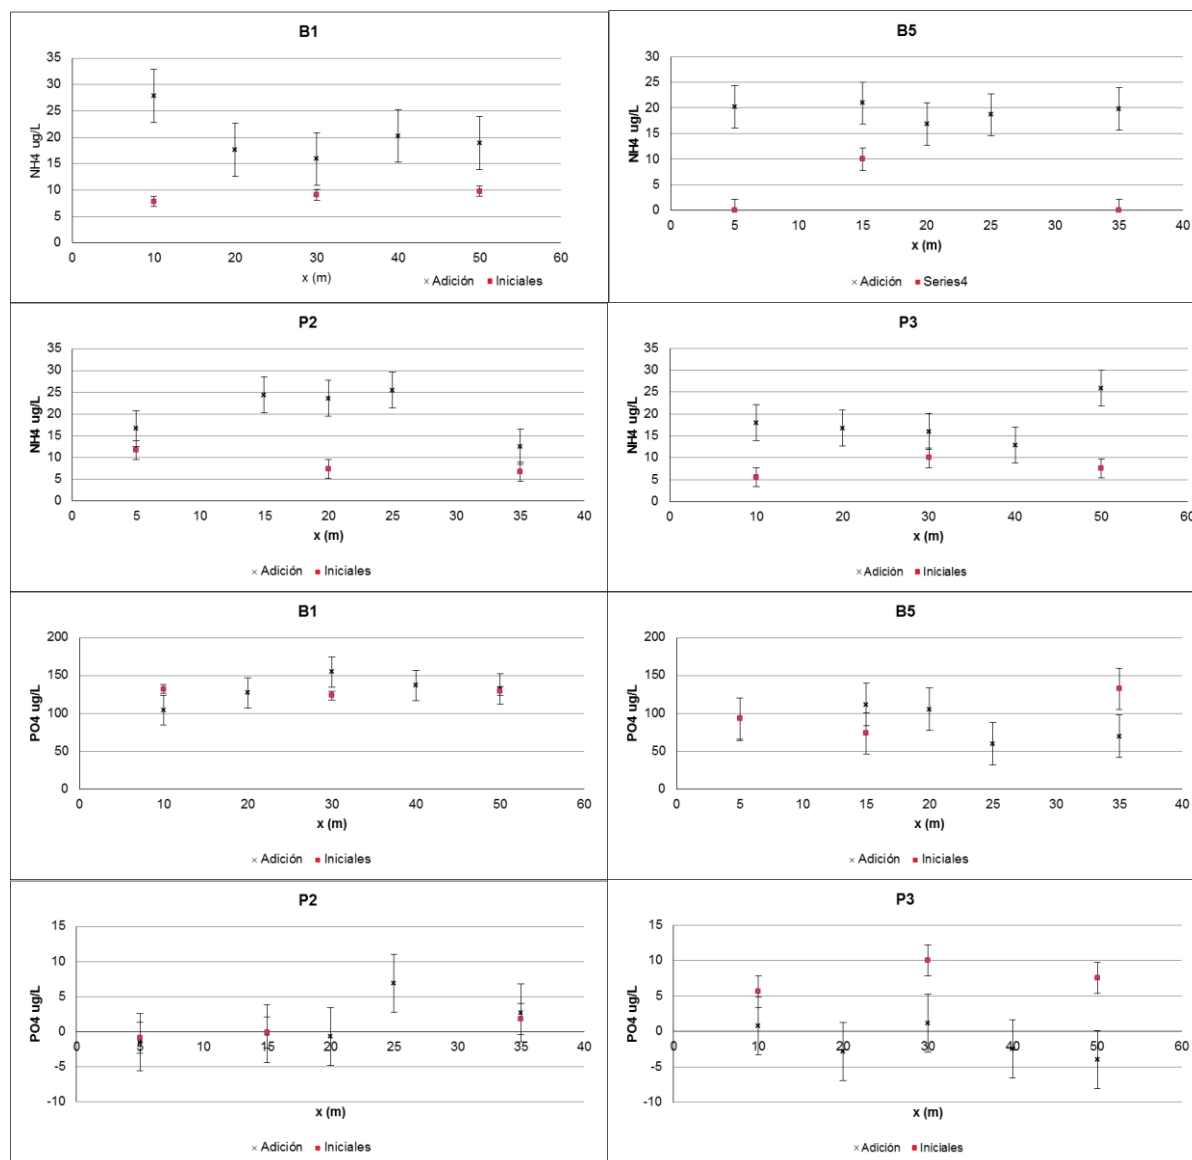 B1
35
30
25
20
15
10
5
0
NH4 ug/L
0 10 20 30 40 50 60
x (m)
× Adición ■ Iniciales
B5
30
25
20
15
10
5
0
NH4 ug/L
0 5 10 15 20 25 30 35 40
x (m)
× Adición ■ Series4
P2
35
30
25
20
15
10
5
0
NH4 ug/L
0 5 10 15 20 25 30 35 40
x (m)
× Adición ■ Iniciales
P3
35
30
25
20
15
10
5
0
NH4 ug/L
0 10 20 30 40 50 60
x (m)
× Adición ■ Iniciales
B1
200
150
100
50
0
PO4 ug/L
0 10 20 30 40 50 60
x (m)
× Adición ■ Iniciales
B5
200
150
100
50
0
PO4 ug/L
0 5 10 15 20 25 30 35 40
x (m)
× Adición ■ Iniciales
P2
15
10
5
0
-5
-10
PO4 ug/L
0 5 10 15 20 25 30 35 40
x (m)
× Adición ■ Iniciales
P3
15
10
5
0
-5
-10
PO4 ug/L
0 10 20 30 40 50 60
x (m)
× Adición ■ Iniciales